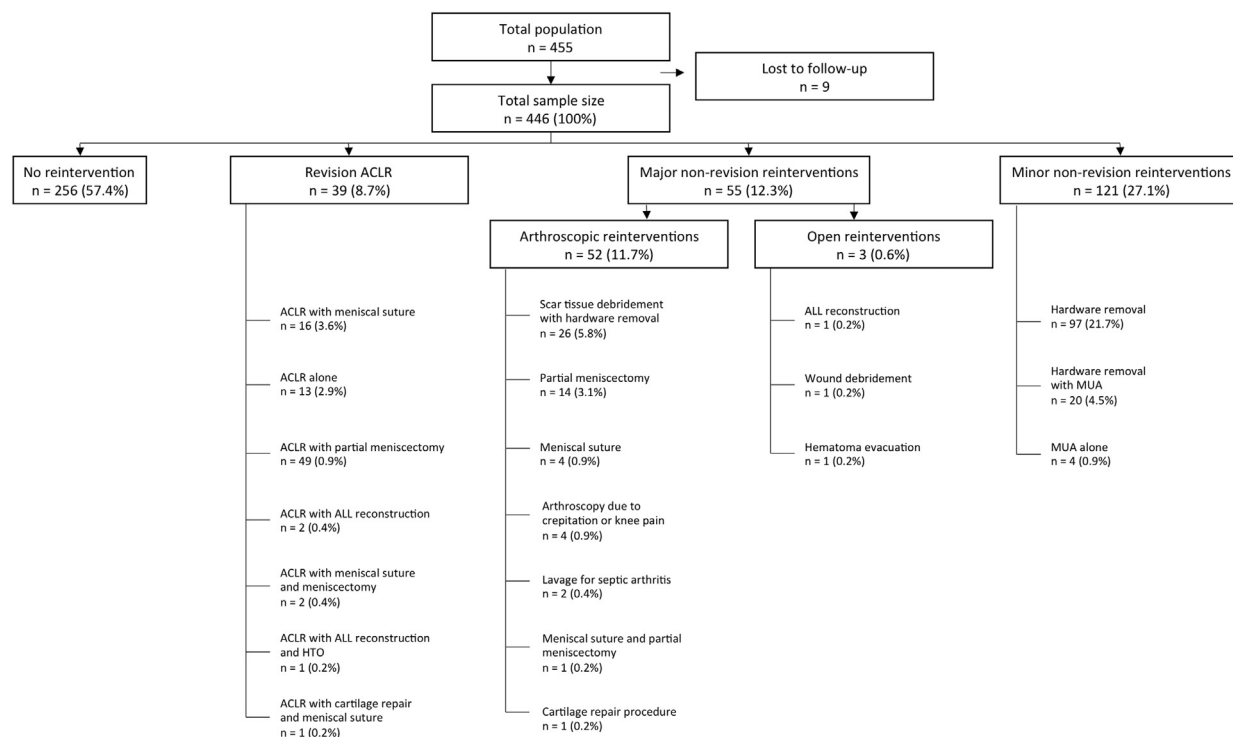 Total population
n = 455
Lost to follow-up
n = 9
Total sample size
n = 446 (100%)
No reintervention
n = 256 (57.4%)
Revision ACLR
n = 39 (8.7%)
Major non-revision reinterventions
n = 55 (12.3%)
Minor non-revision reinterventions
n = 121 (27.1%)
Arthroscopic reinterventions
n = 52 (11.7%)
Open reinterventions
n = 3 (0.6%)
ACLR with meniscal suture
n = 16 (3.6%)
ACLR alone
n = 13 (2.9%)
ACLR with partial meniscectomy
n = 49 (0.9%)
ACLR with ALL reconstruction
n = 2 (0.4%)
ACLR with meniscal suture
and meniscectomy
n = 2 (0.4%)
ACLR with ALL reconstruction
and HTO
n = 1 (0.2%)
ACLR with cartilage repair
and meniscal suture
n = 1 (0.2%)
Scar tissue debridement
with hardware removal
n = 26 (5.8%)
Partial meniscectomy
n = 14 (3.1%)
Meniscal suture
n = 4 (0.9%)
Arthroscopy due to
crepitation or knee pain
n = 4 (0.9%)
Lavage for septic arthritis
n = 2 (0.4%)
Meniscal suture and partial
meniscectomy
n = 1 (0.2%)
Cartilage repair procedure
n = 1 (0.2%)
ALL reconstruction
n = 1 (0.2%)
Wound debridement
n = 1 (0.2%)
Hematoma evacuation
n = 1 (0.2%)
Hardware removal
n = 97 (21.7%)
Hardware removal
with MUA
n = 20 (4.5%)
MUA alone
n = 4 (0.9%)